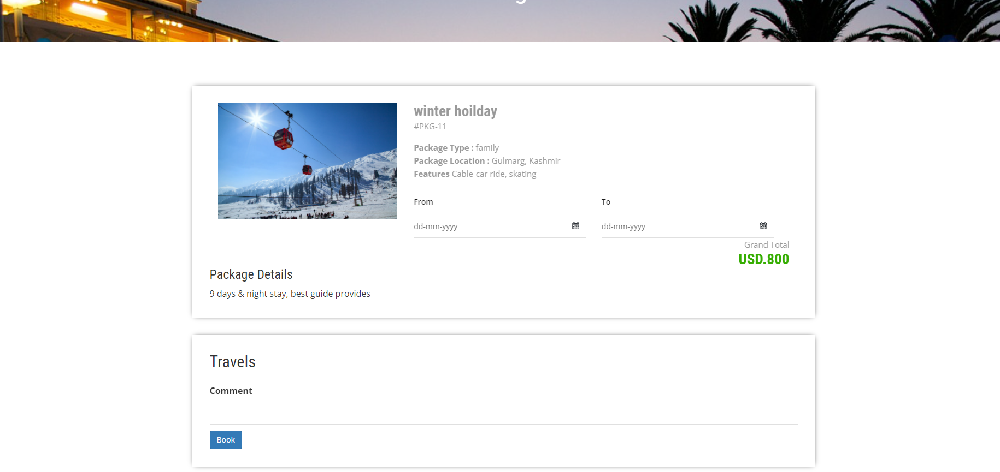 winter hoilday
#PKG-11
Package Type : family
Package Location : Gulmarg, Kashmir
Features Cable-car ride, skating
From To
dd-mm-yyyy dd-mm-yyyy
Grand Total
USD.800
Package Details
9 days & night stay, best guide provides
Travels
Comment
Book